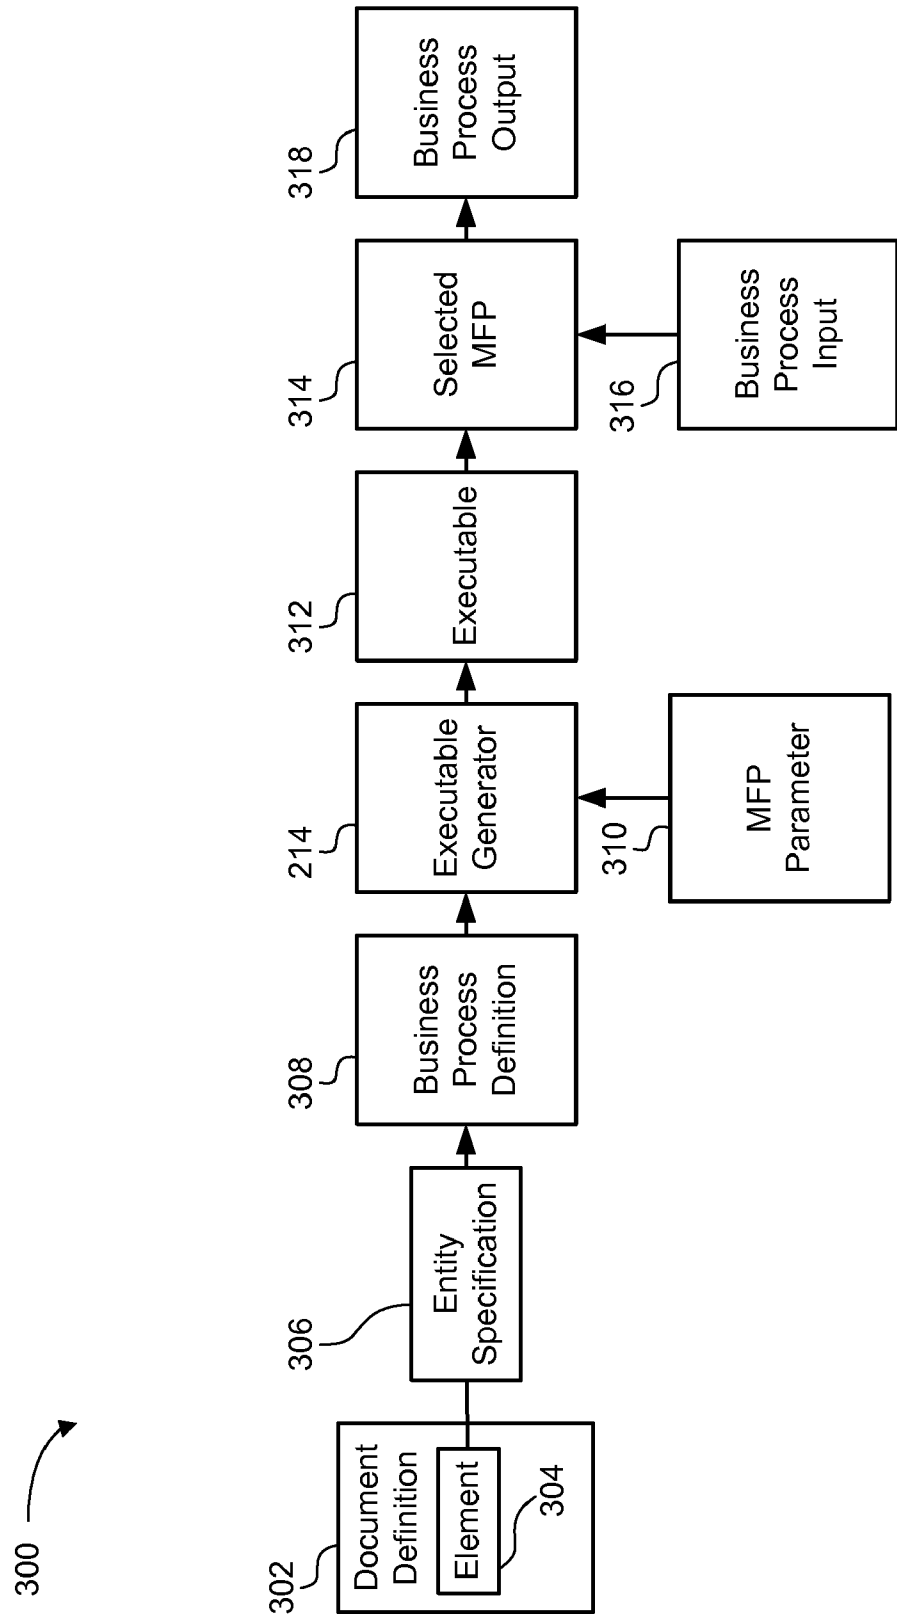 300
302
Document
Definition
Element
304
306
Entity
Specification
308
Business
Process
Definition
214
Executable
Generator
310
MFP
Parameter
312
Executable
314
Selected
MFP
316
Business
Process
Input
318
Business
Process
Output